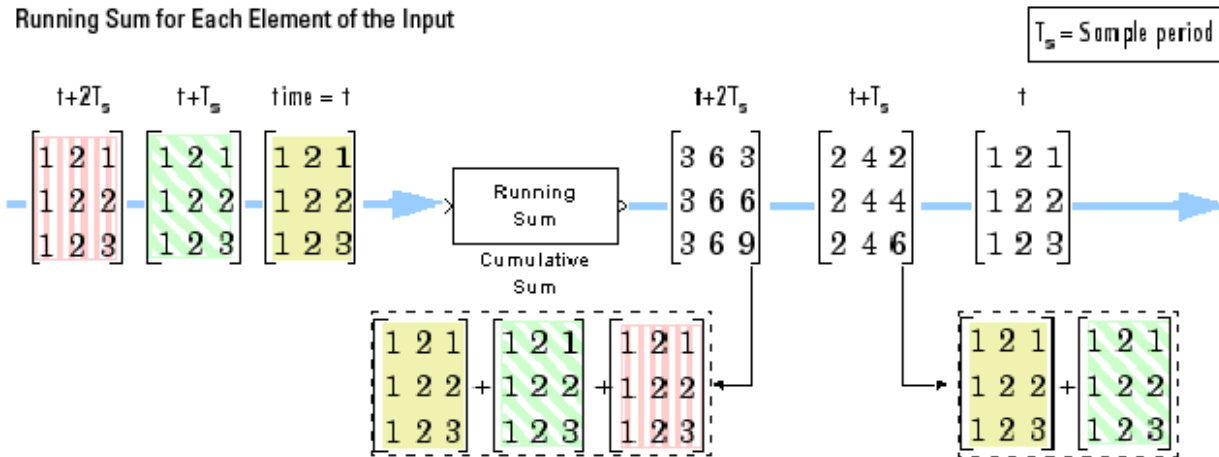 Running Sum for Each Element of the Input
Tₛ = Sample period
t+2Tₛ t+Tₛ time = t t+2Tₛ t+Tₛ t
1 2 1 1 2 1 1 2 1 3 6 3 2 4 2 1 2 1
1 2 2 1 2 2 1 2 2 Running Sum 3 6 6 2 4 4 1 2 2
1 2 3 1 2 3 1 2 3 3 6 9 2 4 6 1 2 3
Cumulative
Sum
1 2 1 1 2 1 1 2 1 1 2 1 1 2 1
1 2 2 + 1 2 2 + 1 2 2 1 2 2 + 1 2 2
1 2 3 1 2 3 1 2 3 1 2 3 1 2 3